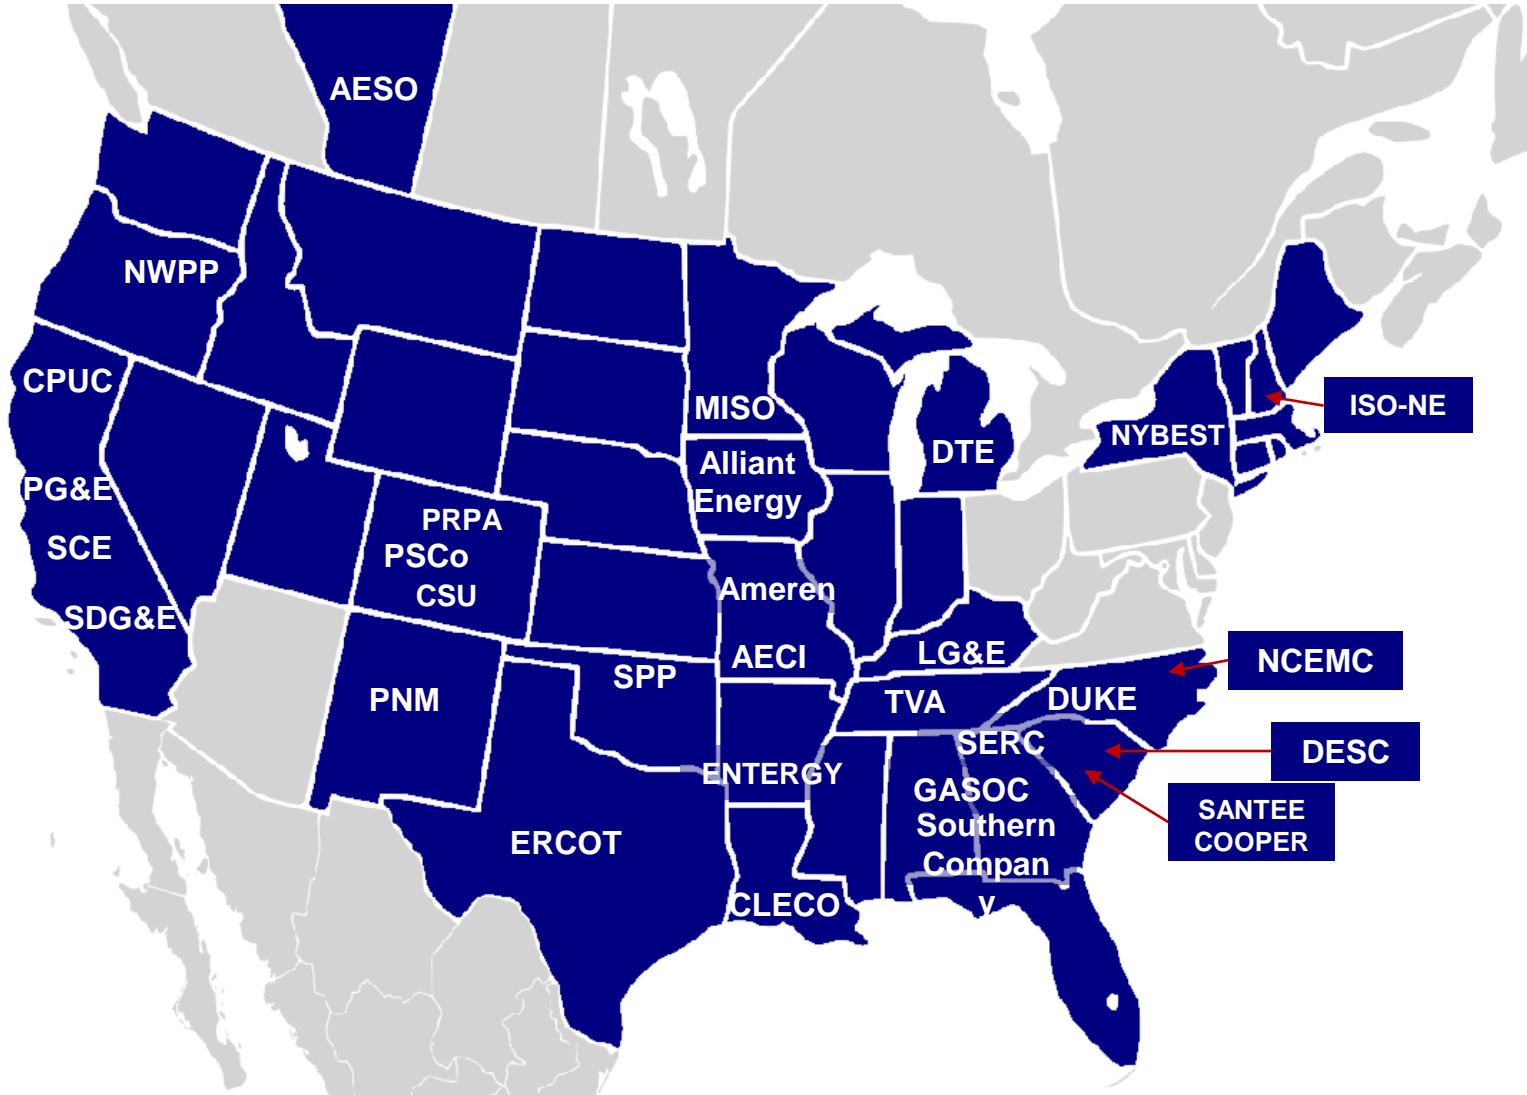 AESO
NWPP
CPUC
MISO
ISO-NE
NYBEST
DTE
Alliant
Energy
PG&E
PRPA
SCE
PSCo
CSU
Ameren
SDG&E
AECI
LG&E
NCEMC
SPP
PNM
TVA
DUKE
SERC
DESC
ENTERGY
GASOC
SANTEE
COOPER
Southern
Compan
y
ERCOT
CLECO